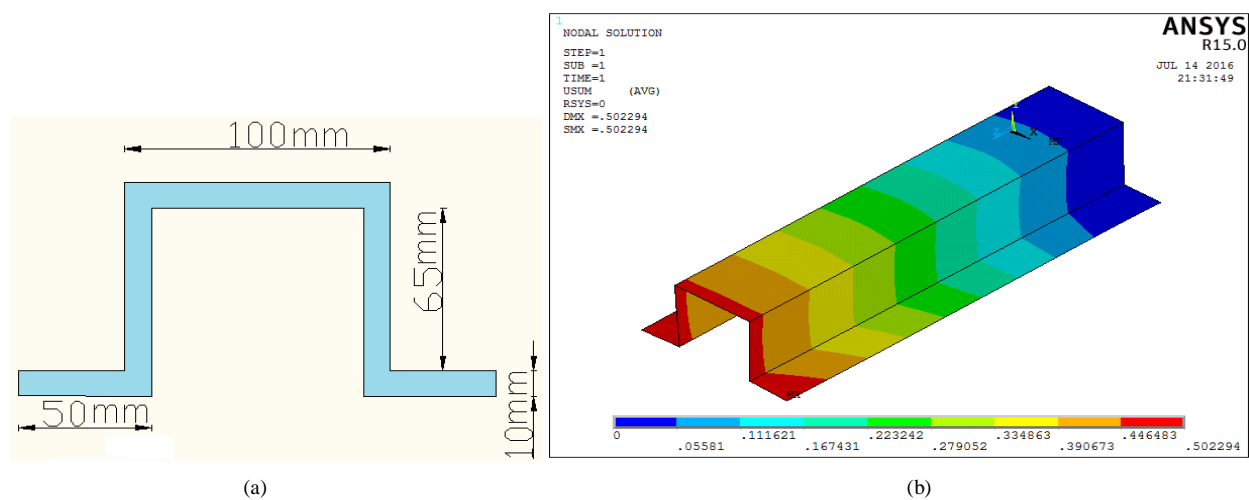 100mm
65mm
50mm
10mm
(a)
1
NODAL SOLUTION
STEP=1
SUB =1
TIME=1
USUM (AVG)
RSYS=0
DMX =.502294
SMX =.502294
ANSYS
R15.0
JUL 14 2016
21:31:49
Y
Z X
MN
MX
0 .111621 .223242 .334863 .446483
.05581 .167431 .279052 .390673 .502294
(b)